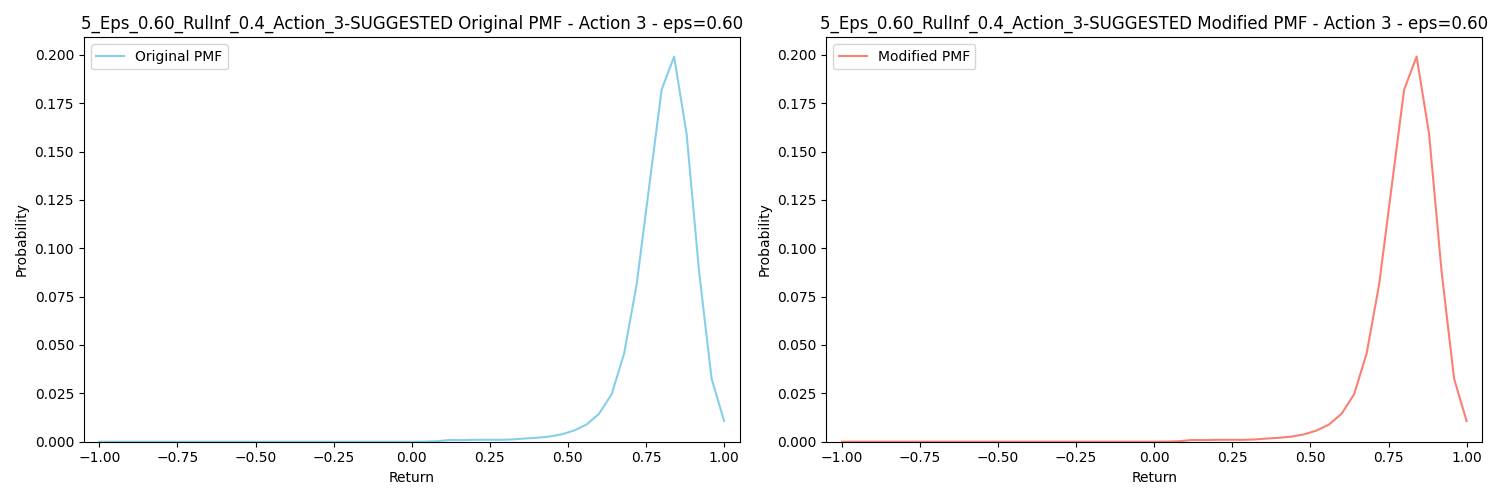 5_Eps_0.60_RulInf_0.4_Action_3-SUGGESTED Original PMF - Action 3 - eps=0.60
Original PMF
0.200
0.175
0.150
0.125
0.100
0.075
0.050
0.025
0.000
Probability
−1.00 −0.75 −0.50 −0.25 0.00 0.25 0.50 0.75 1.00
Return
5_Eps_0.60_RulInf_0.4_Action_3-SUGGESTED Modified PMF - Action 3 - eps=0.60
Modified PMF
0.200
0.175
0.150
0.125
0.100
0.075
0.050
0.025
0.000
Probability
−1.00 −0.75 −0.50 −0.25 0.00 0.25 0.50 0.75 1.00
Return